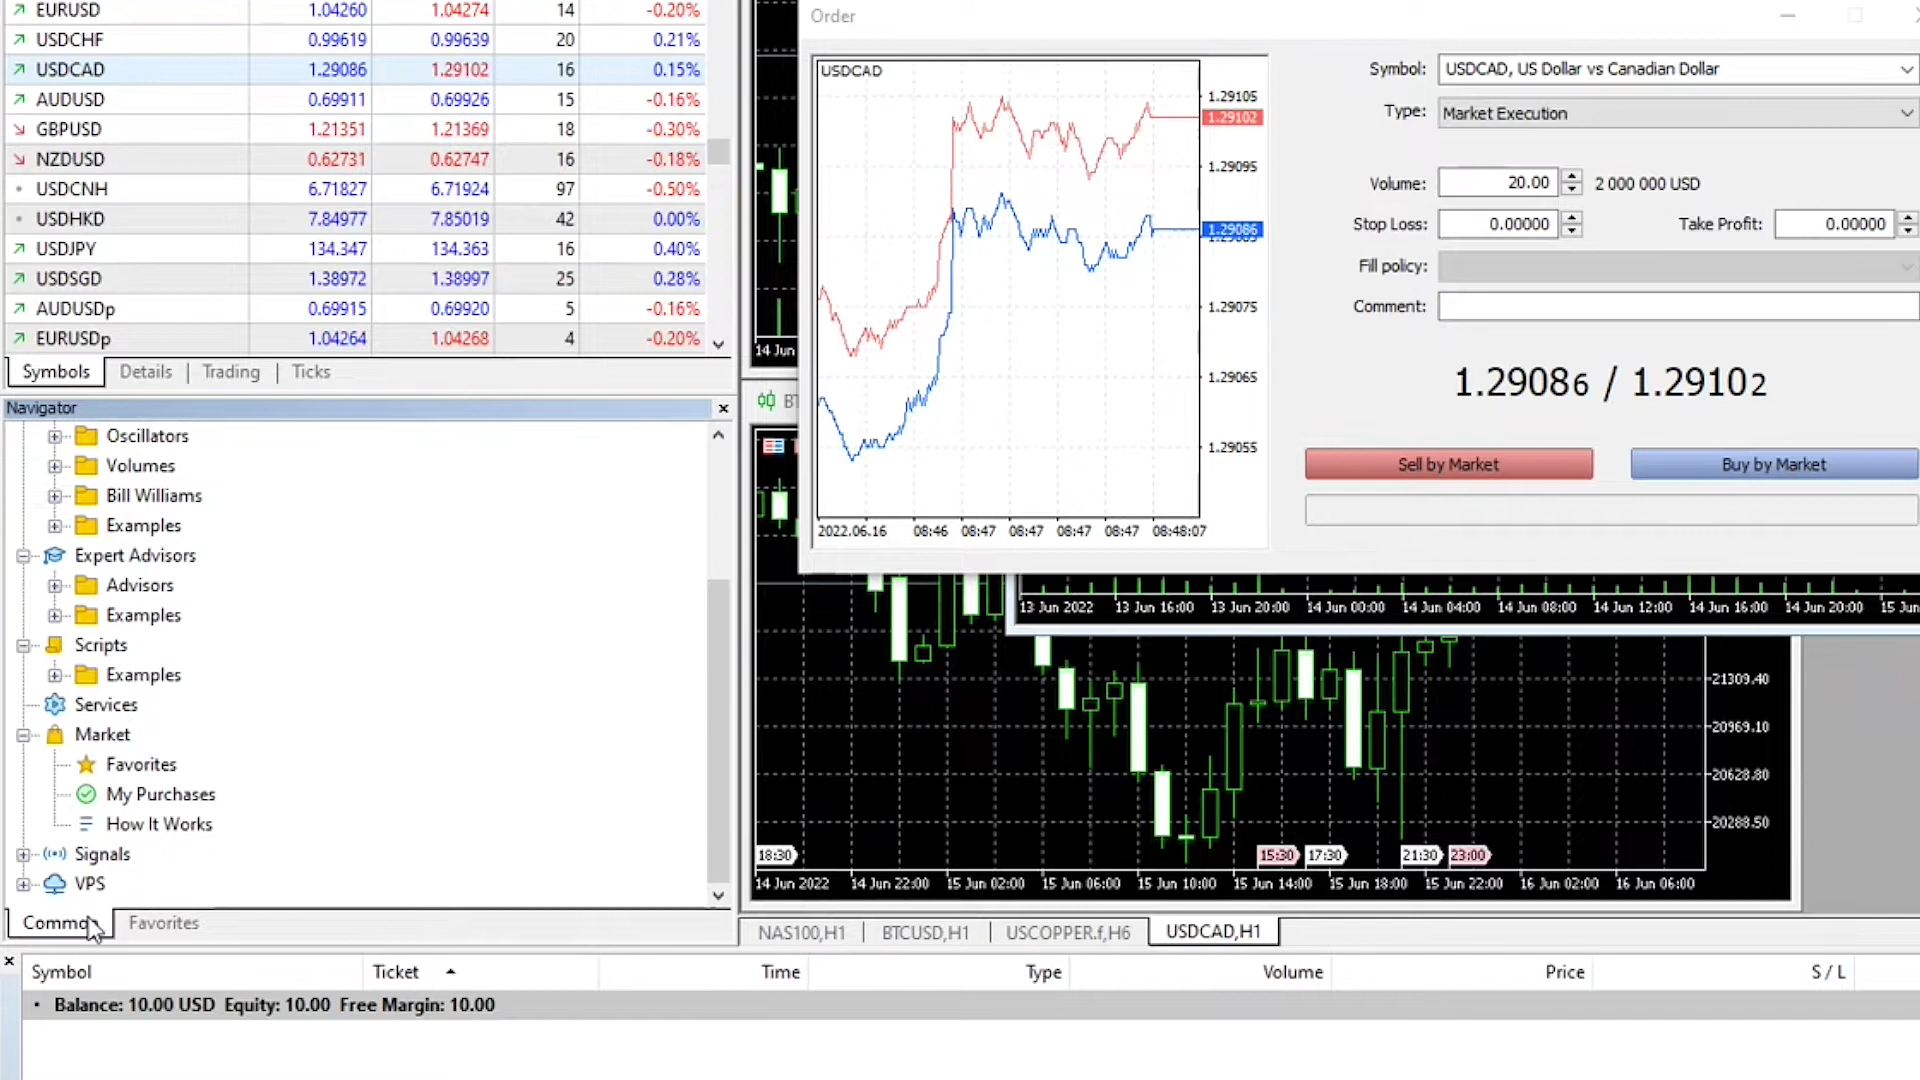 EURUSD 1.04260 1.04274 14 -0.20%
USDCHF 0.99619 0.99639 20 0.21%
USDCAD 1.29086 1.29102 16 0.15%
AUDUSD 0.69911 0.69926 15 -0.16%
GBPUSD 1.21351 1.21369 18 -0.30%
NZDUSD 0.62731 0.62747 16 -0.18%
USDCNH 6.71827 6.71924 97 -0.50%
USDHKD 7.84977 7.85019 42 0.00%
USDJPY 134.347 134.363 16 0.40%
USDSGD 1.38972 1.38997 25 0.28%
AUDUSDp 0.69915 0.69920 5 -0.16%
EURUSDp 1.04264 1.04268 4 -0.20%
Symbols Details Trading Ticks
Navigator
Oscillators
Volumes
Bill Williams
Examples
Expert Advisors
Advisors
Examples
Scripts
Examples
Services
Market
Favorites
My Purchases
How It Works
Signals
VPS
Common Favorites
Order
USDCAD
1.29105
1.29102
1.29095
1.29086
1.29075
1.29065
1.29055
2022.06.16 08:46 08:47 08:47 08:47 08:47 08:48:07
Symbol: USDCAD, US Dollar vs Canadian Dollar
Type: Market Execution
Volume: 20.00 2 000 000 USD
Stop Loss: 0.00000 Take Profit: 0.00000
Fill policy:
Comment:
1.29086 / 1.29102
Sell by Market Buy by Market
14 Jun
BT
13 Jun 2022 13 Jun 16:00 13 Jun 20:00 14 Jun 00:00 14 Jun 04:00 14 Jun 08:00 14 Jun 12:00 14 Jun 16:00 14 Jun 20:00 15 Jun
21309.40
20969.10
20628.80
20288.50
18:30 15:30 17:30 21:30 23:00
14 Jun 2022 14 Jun 22:00 15 Jun 02:00 15 Jun 06:00 15 Jun 10:00 15 Jun 14:00 15 Jun 18:00 15 Jun 22:00 16 Jun 02:00 16 Jun 06:00
NAS100,H1 BTCUSD,H1 USCOPPER.f,H6 USDCAD,H1
Symbol Ticket Time Type Volume Price S / L
Balance: 10.00 USD Equity: 10.00 Free Margin: 10.00